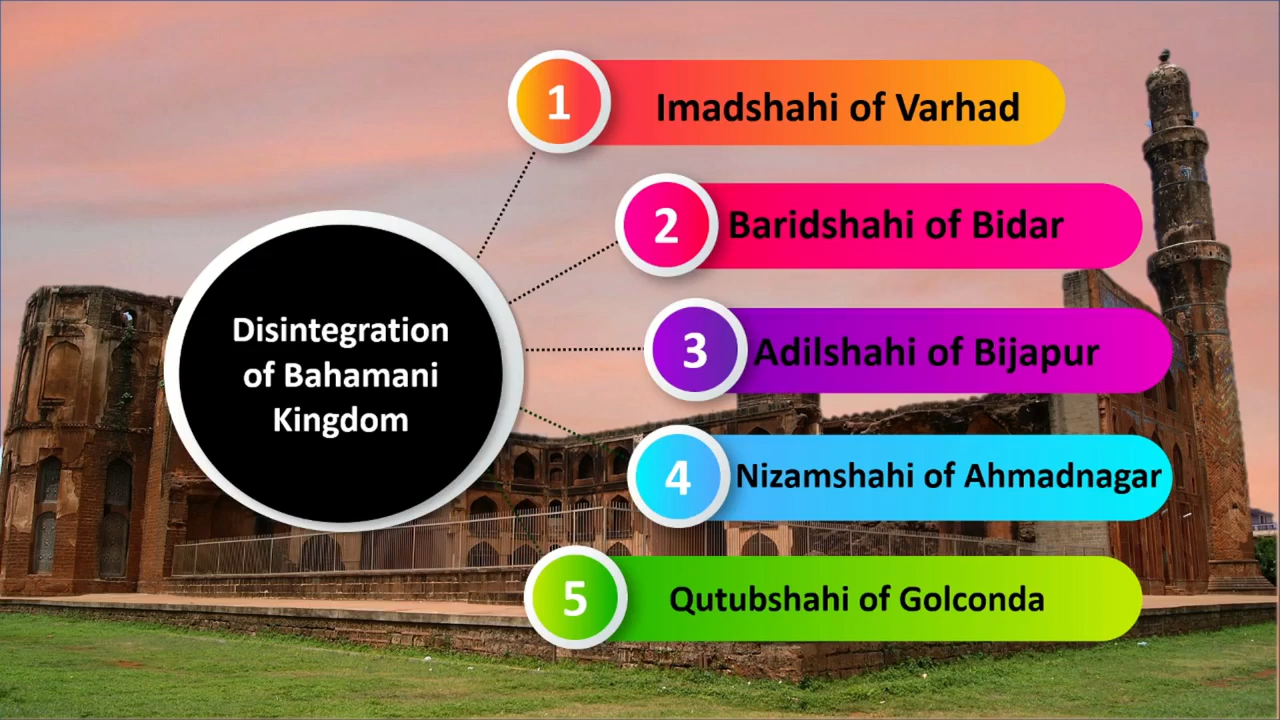 Disintegration
of Bahamani
Kingdom
1
Imadshahi of Varhad
2
Baridshahi of Bidar
3
Adilshahi of Bijapur
4
Nizamshahi of Ahmadnagar
5
Qutubshahi of Golconda